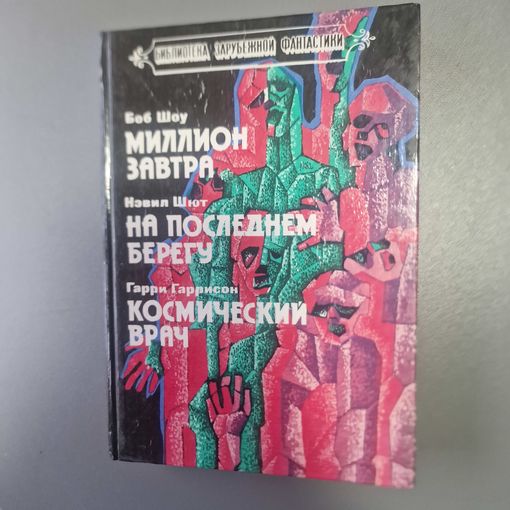 БИБЛИОТЕКА ЗАРУБЕЖНОЙ ФАНТАСТИКИ
Боб Шоу
МИЛЛИОН
ЗАВТРА
Нэвил Шют
НА ПОСЛЕДНЕМ
БЕРЕГУ
Гарри Гаррисон
КОСМИЧЕСКИЙ
ВРАЧ